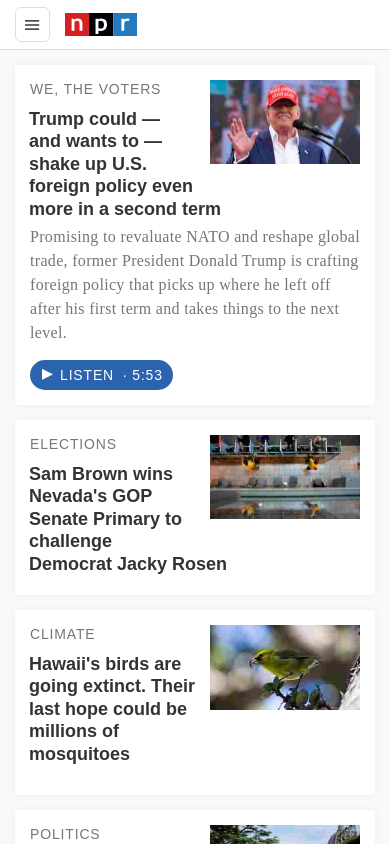 npr
WE, THE VOTERS
Trump could —
and wants to —
shake up U.S.
foreign policy even
more in a second term
Promising to revaluate NATO and reshape global
trade, former President Donald Trump is crafting
foreign policy that picks up where he left off
after his first term and takes things to the next
level.
LISTEN · 5:53
ELECTIONS
Sam Brown wins
Nevada's GOP
Senate Primary to
challenge
Democrat Jacky Rosen
CLIMATE
Hawaii's birds are
going extinct. Their
last hope could be
millions of
mosquitoes
POLITICS